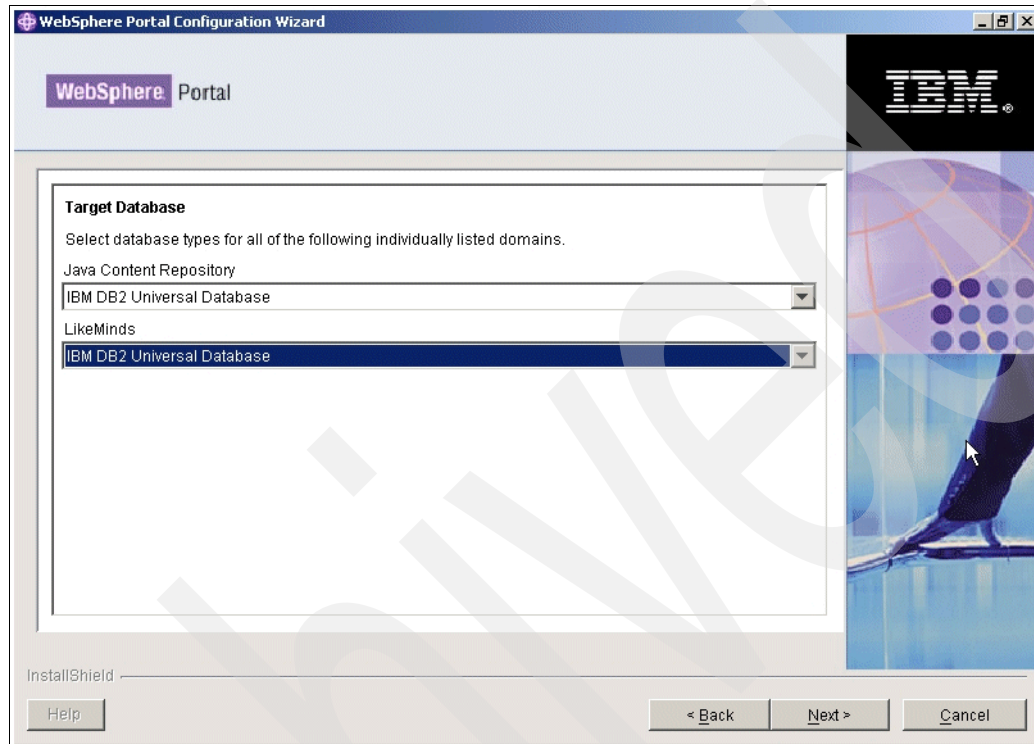 WebSphere Portal Configuration Wizard
WebSphere Portal
IBM®
Target Database
Select database types for all of the following individually listed domains.
Java Content Repository
IBM DB2 Universal Database
LikeMinds
IBM DB2 Universal Database
InstallShield
Help
< Back
Next >
Cancel